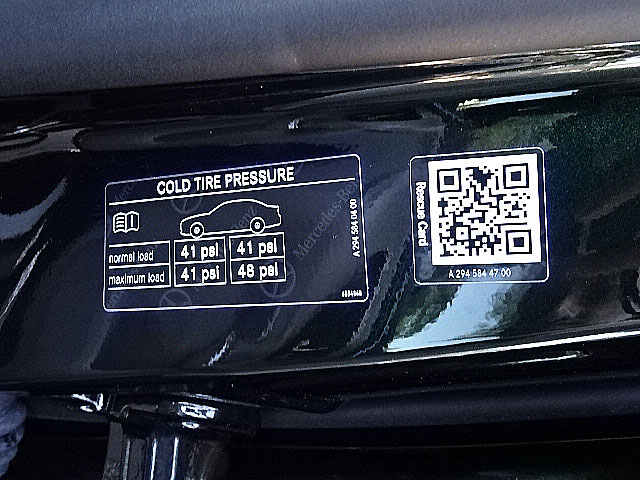 COLD TIRE PRESSURE
normal load 41 psi 41 psi
maximum load 41 psi 48 psi
A 294 584 04 00
Rescue Card
A 294 584 47 00